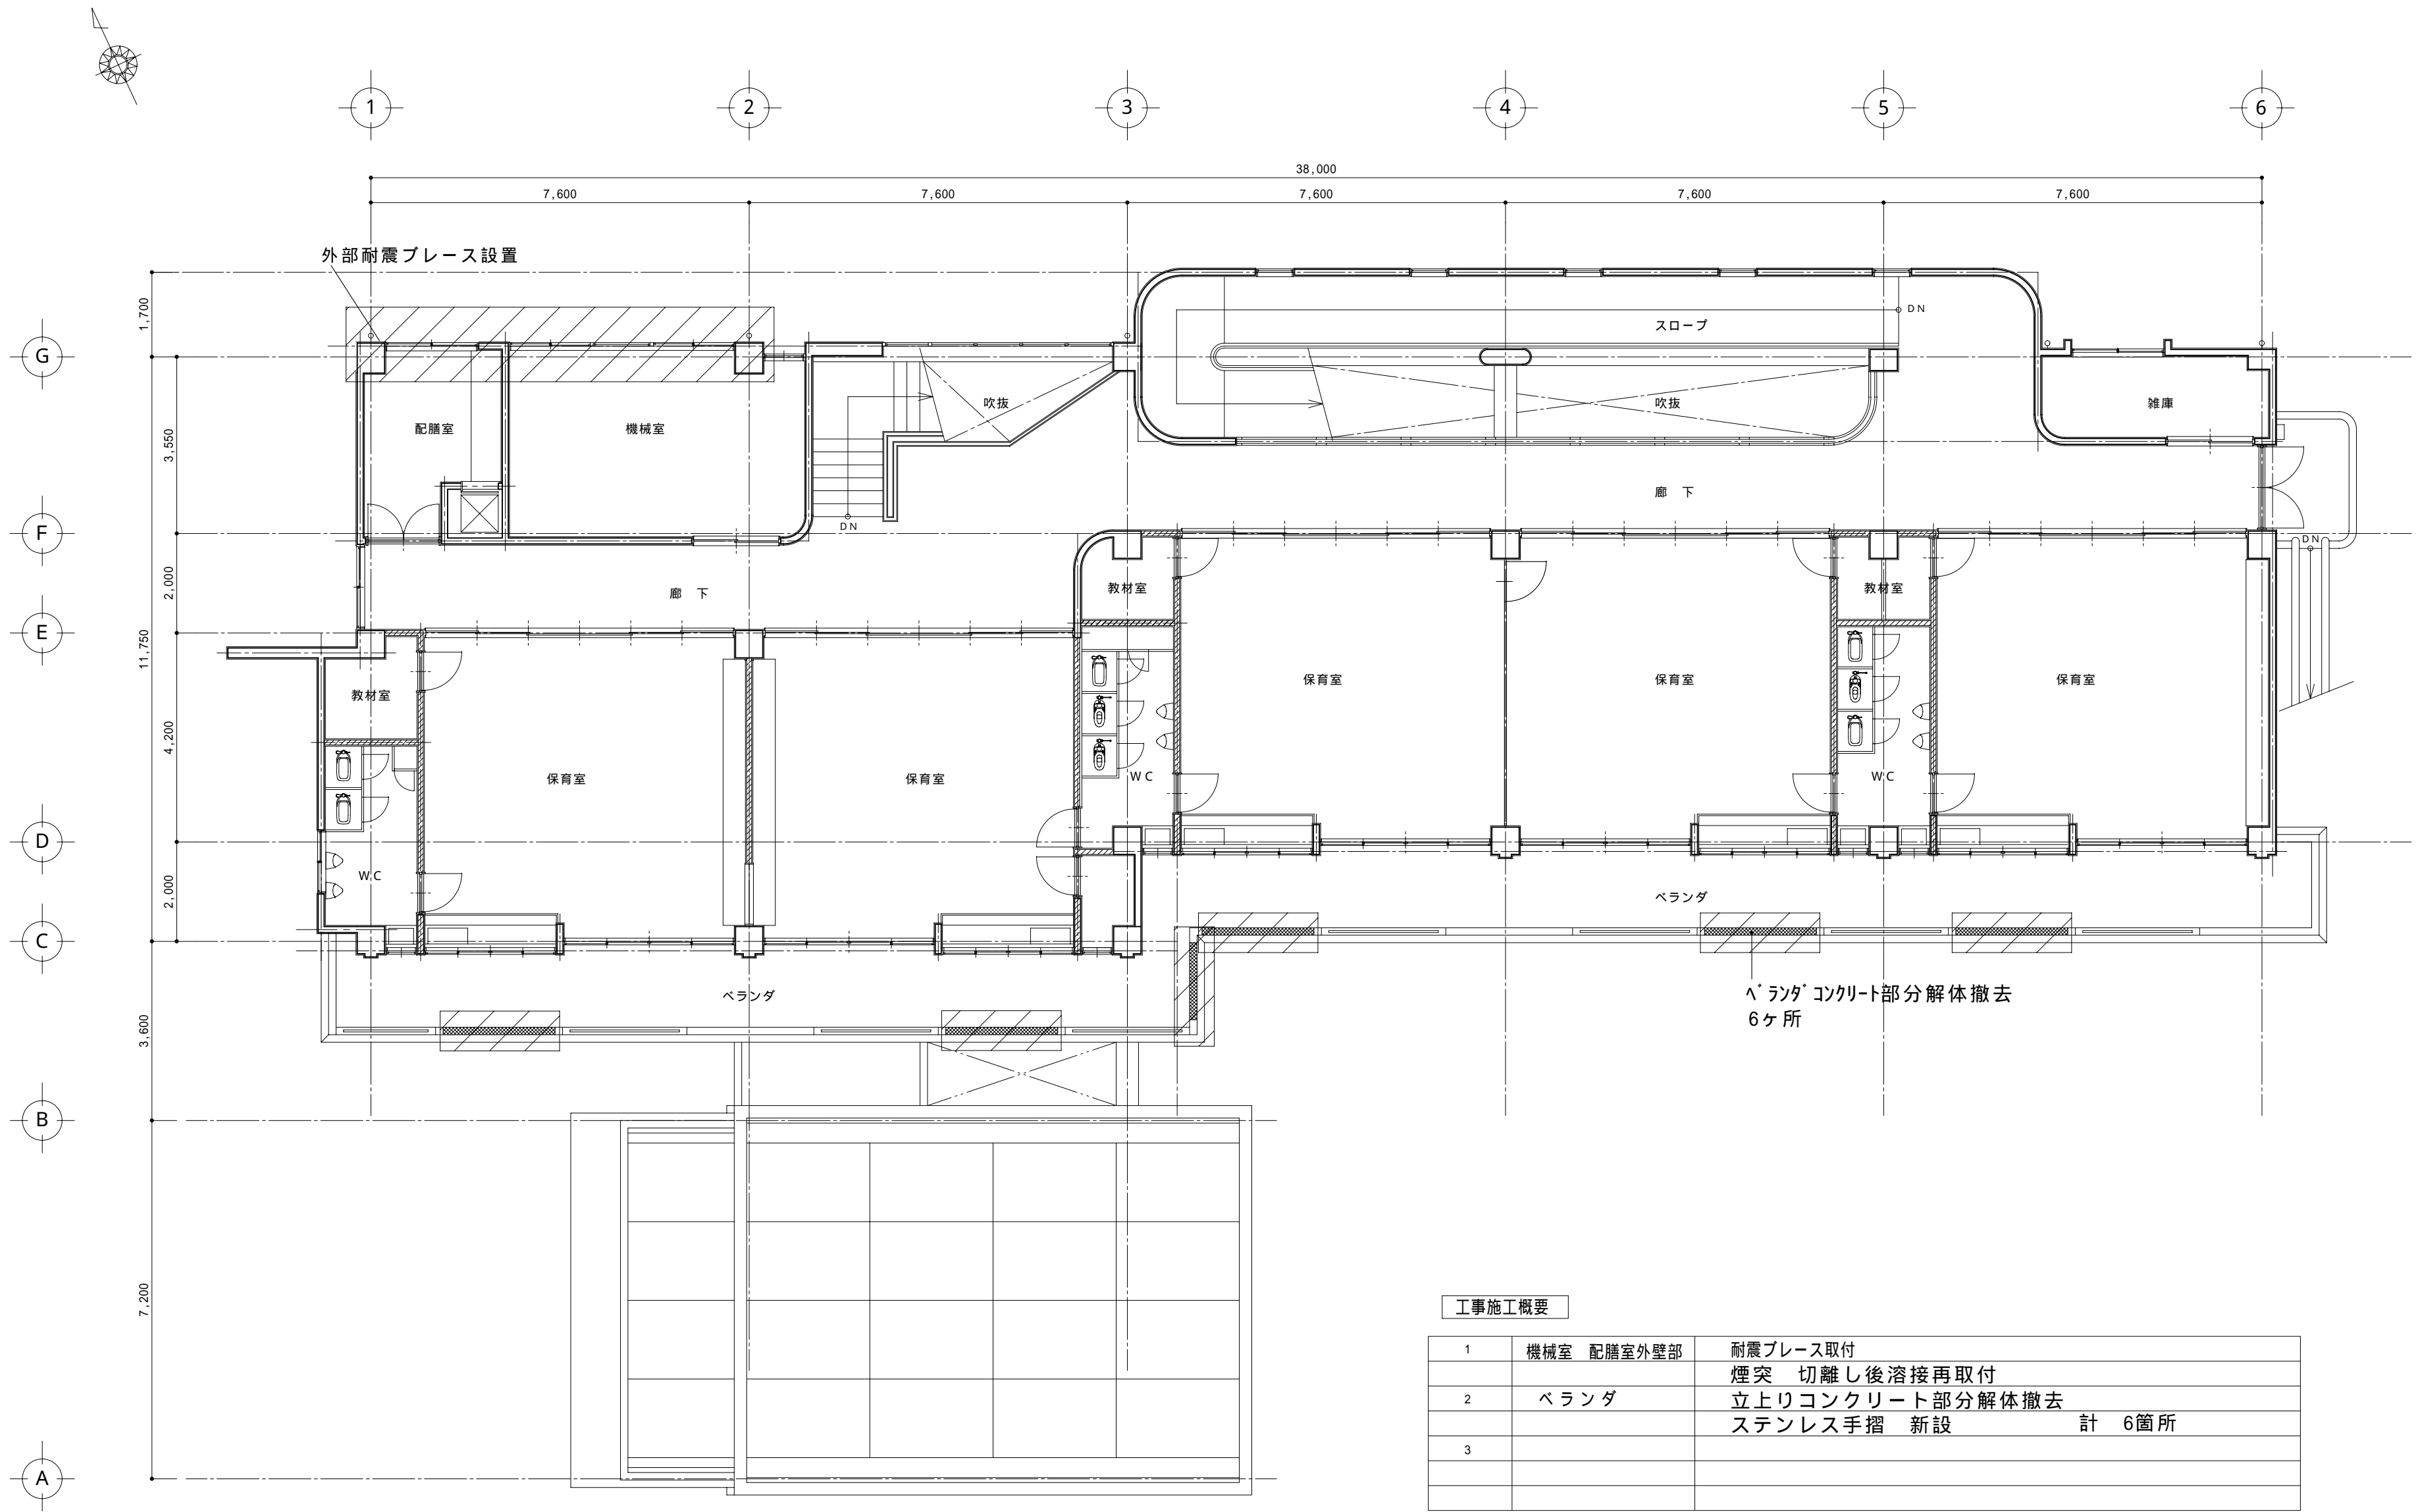 1
2
3
4
5
6
38,000
7,600
7,600
7,600
7,600
7,600
外部耐震ブレース設置
1,700
DN
スロープ
G
吹抜
吹抜
雑庫
配膳室
機械室
3,550
廊　下
F
DN
DN
2,000
教材室
教材室
廊　下
E
11,750
教材室
保育室
保育室
保育室
4,200
保育室
保育室
WC
WC
D
WC
2,000
ベランダ
C
ベランダ
ベランダコンクリート部分解体撤去
6ヶ所
3,600
B
7,200
工事施工概要
1 機械室　配膳室外壁部 耐震ブレース取付
煙突　切離し後溶接再取付
2 ベランダ 立上りコンクリート部分解体撤去
ステンレス手摺　新設 計　6箇所
3
A